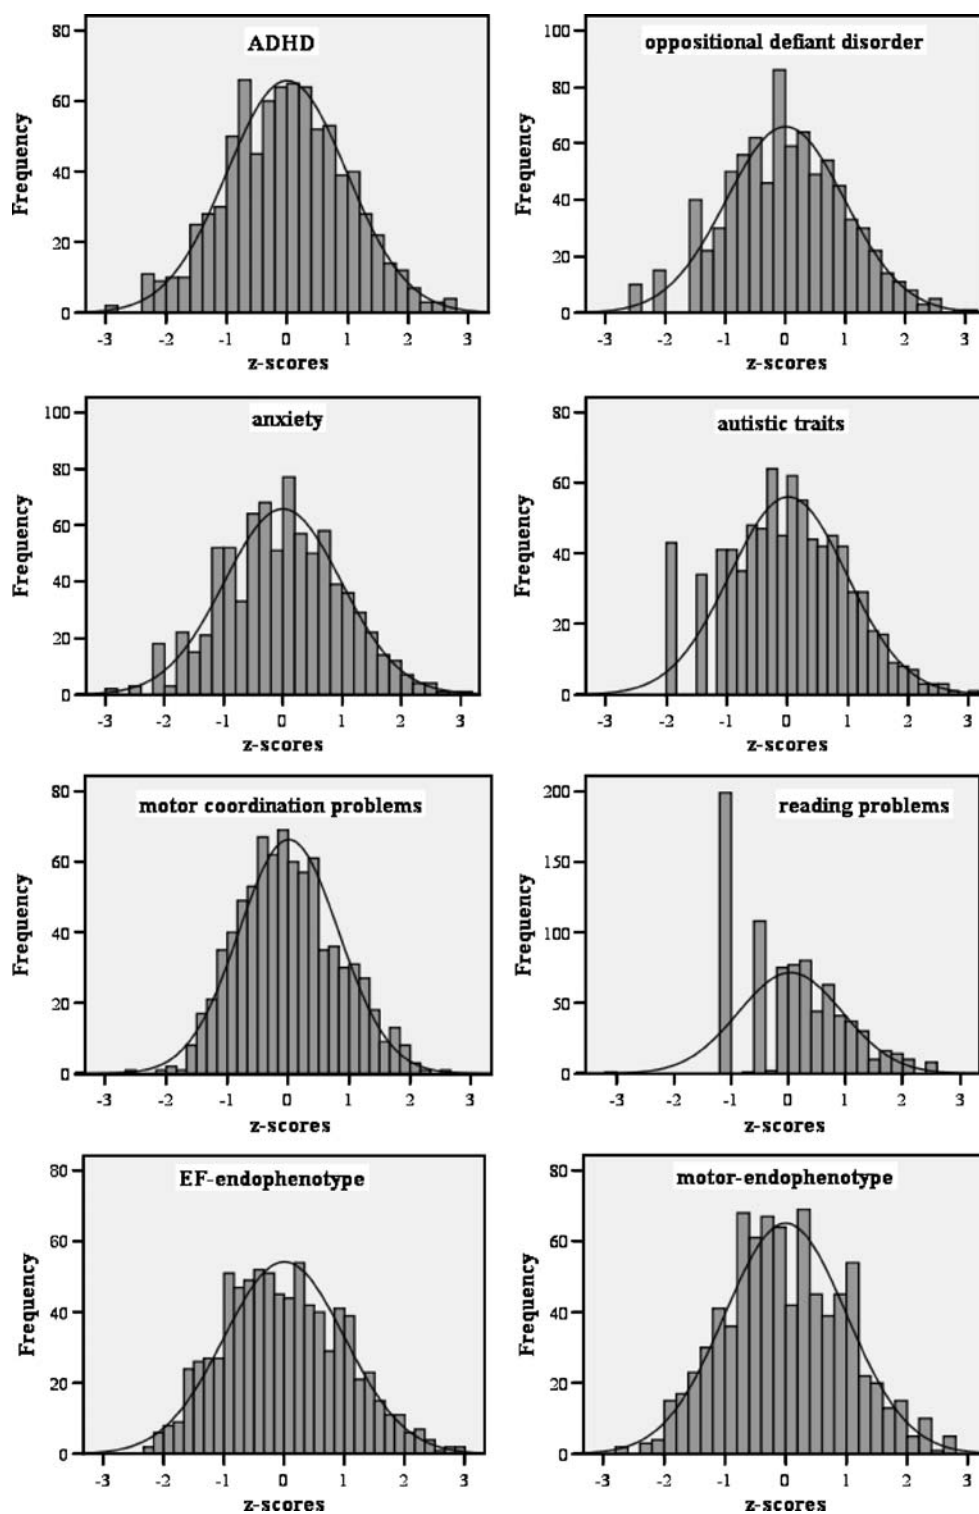 ADHD
80
60
40
20
0
Frequency
-3 -2 -1 0 1 2 3
z-scores
oppositional defiant disorder
100
80
60
40
20
0
Frequency
-3 -2 -1 0 1 2 3
z-scores
anxiety
100
80
60
40
20
0
Frequency
-3 -2 -1 0 1 2 3
z-scores
autistic traits
80
60
40
20
0
Frequency
-3 -2 -1 0 1 2 3
z-scores
motor coordination problems
80
60
40
20
0
Frequency
-3 -2 -1 0 1 2 3
z-scores
reading problems
200
150
100
50
0
Frequency
-3 -2 -1 0 1 2 3
z-scores
EF-endophenotype
80
60
40
20
0
Frequency
-3 -2 -1 0 1 2 3
z-scores
motor-endophenotype
80
60
40
20
0
Frequency
-3 -2 -1 0 1 2 3
z-scores